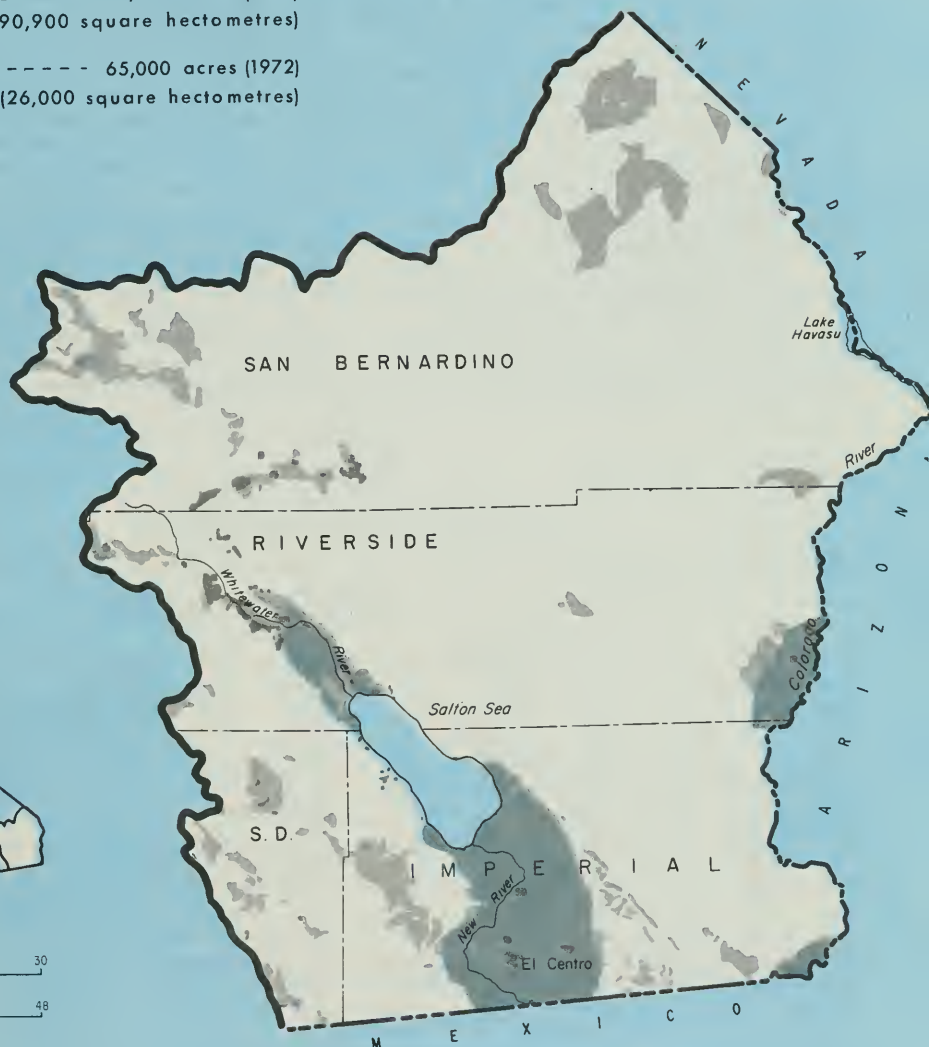 90,900 square hectometres)
----- 65,000 acres (1972)
(26,000 square hectometres)
NEVADA
Lake
Havasu
SAN BERNARDINO
River
RIVERSIDE
Whitewater
River
Colorado
ARIZONA
Salton Sea
S. D.
IMPERIAL
New River
El Centro
30
48
MEXICO